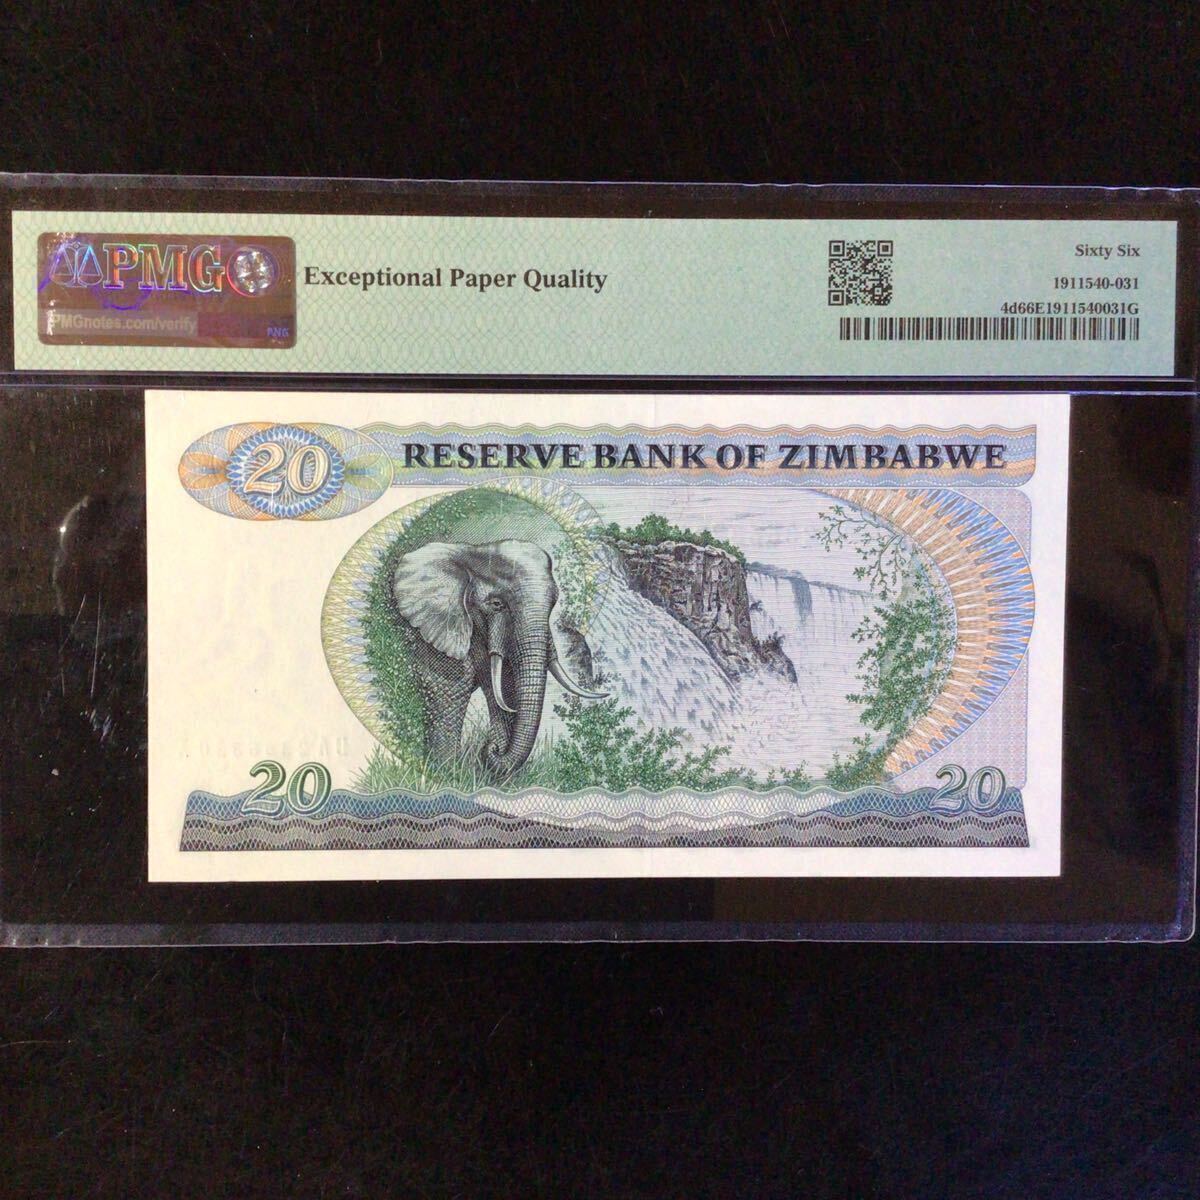 PMG
PMGnotes.com/verify
PMG
Exceptional Paper Quality
Sixty Six
1911540-031
4d66E1911540031G
20
RESERVE BANK OF ZIMBABWE
20
20